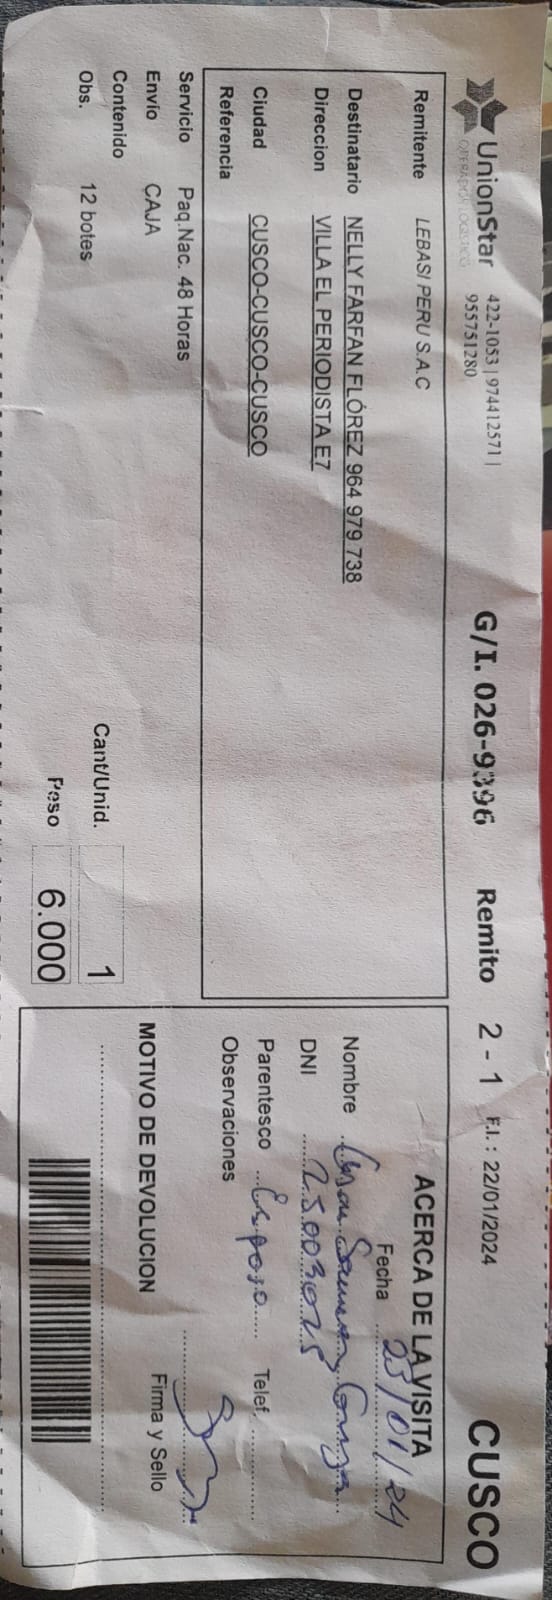 UnionStar
OPERADOR LOGISTICO
422-1053 | 974412571 |
955751280
G/I. 026-9396 Remito 2 - 1 F.I.: 22/01/2024 CUSCO
Remitente LEBASI PERU S.A.C
Destinatario NELLY FARFAN FLÓREZ 964 979 738
Direccion VILLA EL PERIODISTA E7
Ciudad CUSCO-CUSCO-CUSCO
Referencia
Servicio Paq.Nac. 48 Horas
Envío CAJA
Contenido
Obs. 12 botes
Cant/Unid. 1
Peso 6.000
ACERCA DE LA VISITA
Fecha 23/01/24
Nombre
DNI
Parentesco Esposo Telef
Observaciones
MOTIVO DE DEVOLUCION
Firma y Sello